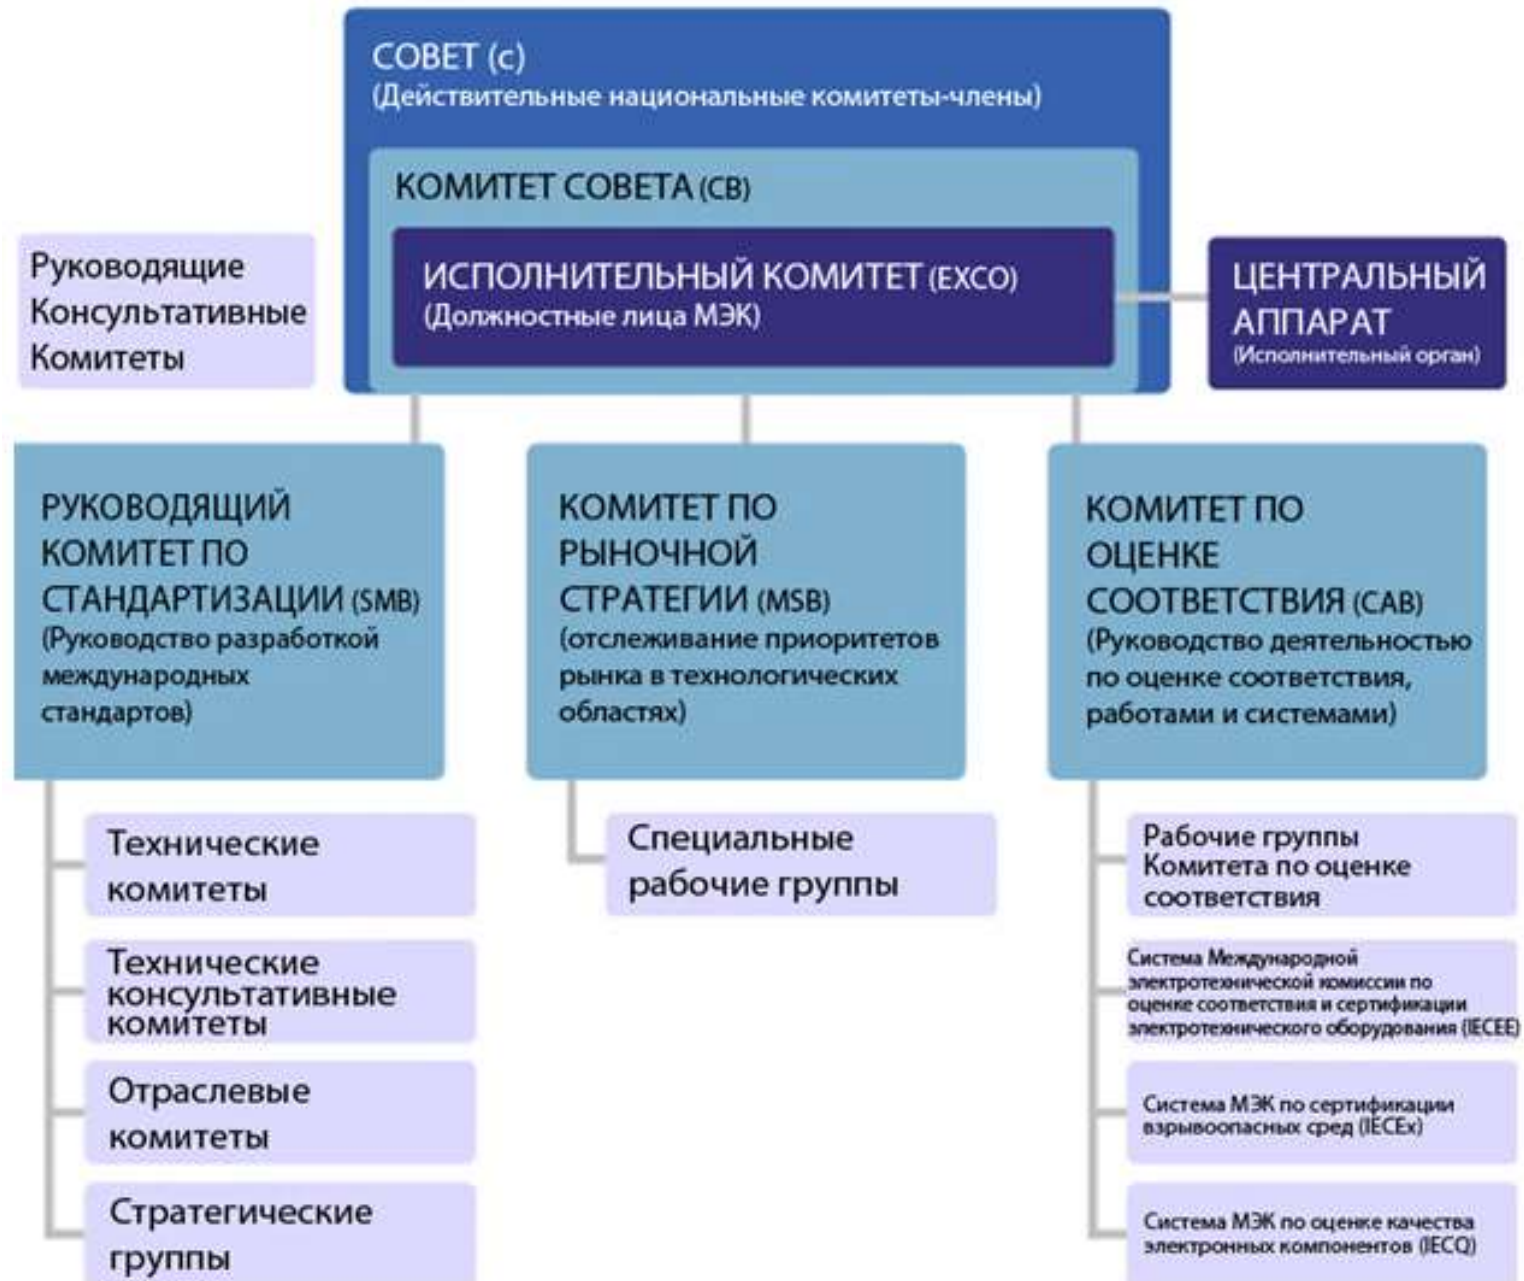 СОВЕТ (с)
(Действительные национальные комитеты-члены)
КОМИТЕТ СОВЕТА (СВ)
ИСПОЛНИТЕЛЬНЫЙ КОМИТЕТ (EXCO)
(Должностные лица МЭК)
Руководящие
Консультативные
Комитеты
ЦЕНТРАЛЬНЫЙ
АППАРАТ
(Исполнительный орган)
РУКОВОДЯЩИЙ
КОМИТЕТ ПО
СТАНДАРТИЗАЦИИ (SMB)
(Руководство разработкой
международных
стандартов)
КОМИТЕТ ПО
РЫНОЧНОЙ
СТРАТЕГИИ (MSB)
(отслеживание приоритетов
рынка в технологических
областях)
КОМИТЕТ ПО
ОЦЕНКЕ
СООТВЕТСТВИЯ (CAB)
(Руководство деятельностью
по оценке соответствия,
работами и системами)
Технические
комитеты
Технические
консультативные
комитеты
Отраслевые
комитеты
Стратегические
группы
Специальные
рабочие группы
Рабочие группы
Комитета по оценке
соответствия
Система Международной
электротехнической комиссии по
оценке соответствия и сертификации
электротехнического оборудования (IECEE)
Система МЭК по сертификации
взрывоопасных сред (IECEx)
Система МЭК по оценке качества
электронных компонентов (IECQ)